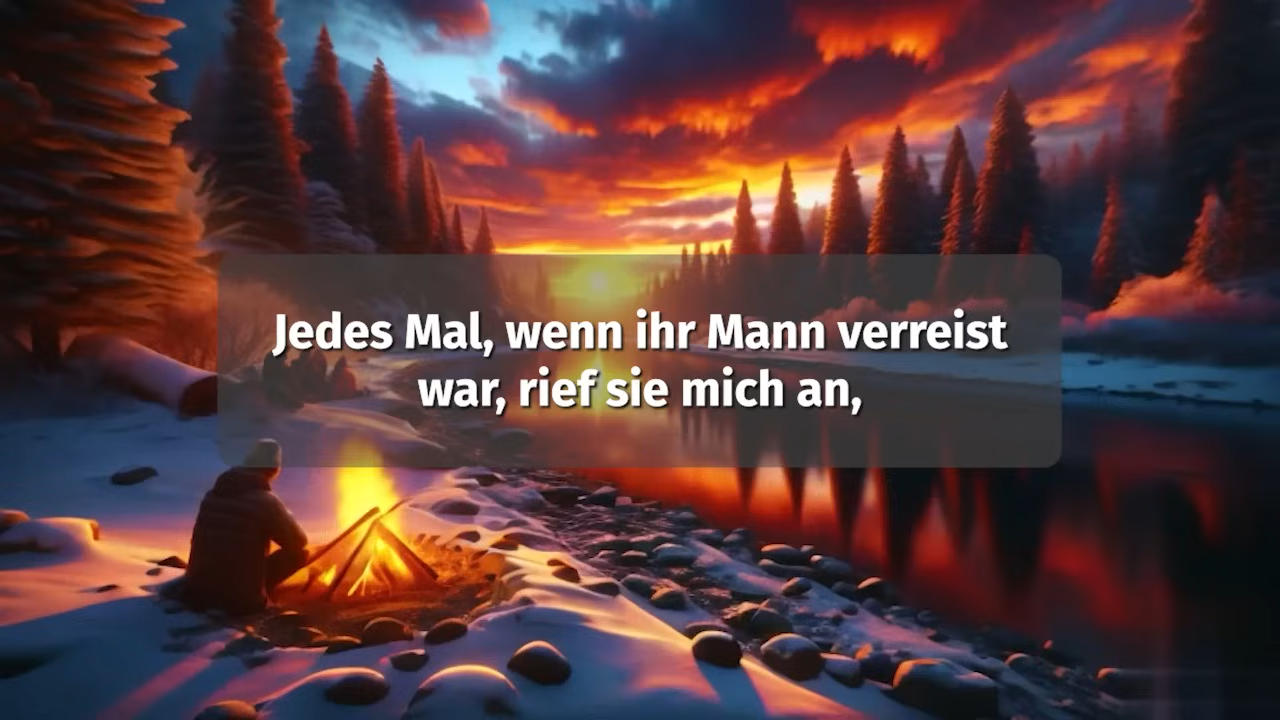 Jedes Mal, wenn ihr Mann verreist
war, rief sie mich an,